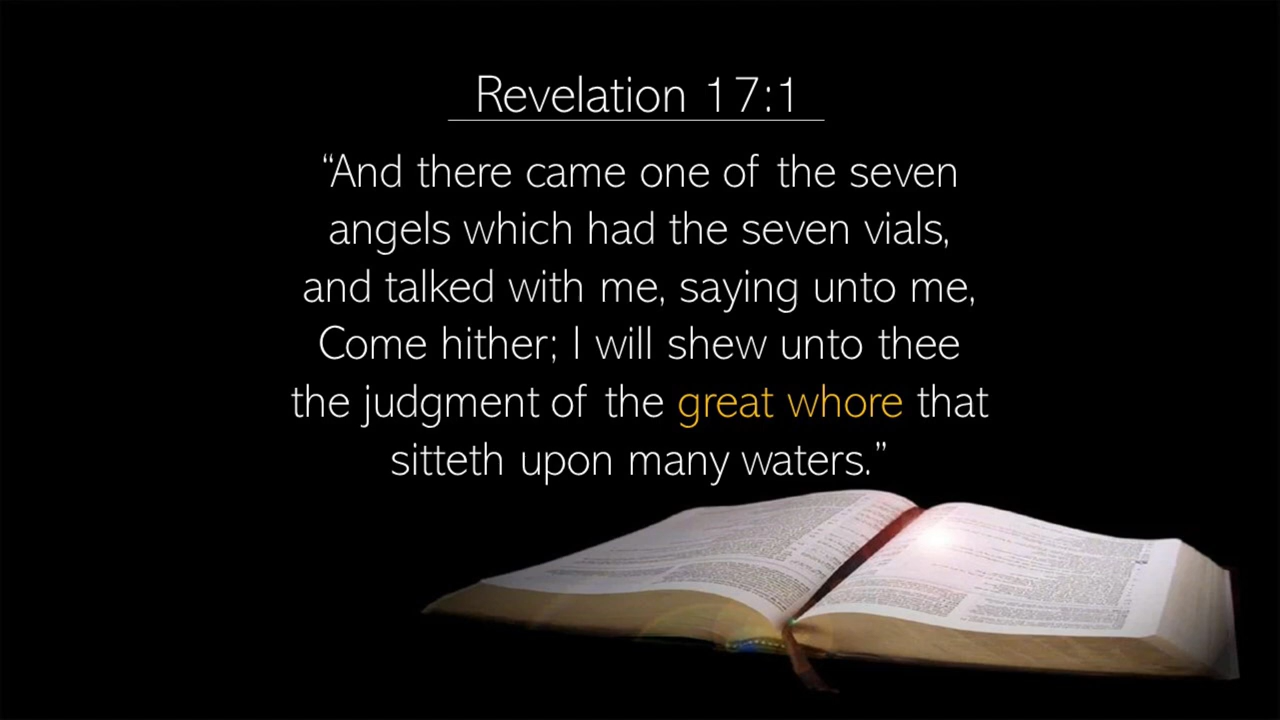 Revelation 17:1
“And there came one of the seven
angels which had the seven vials,
and talked with me, saying unto me,
Come hither; I will shew unto thee
the judgment of the great whore that
sitteth upon many waters.”